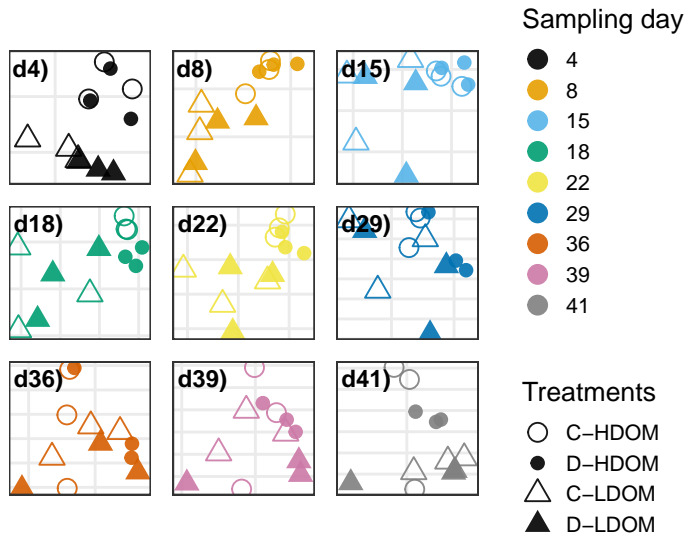 Sampling day
4
8
15
18
22
29
36
39
41
d4)
d8)
d15)
d18)
d22)
d29)
d36)
d39)
d41)
Treatments
C−HDOM
D−HDOM
C−LDOM
D−LDOM